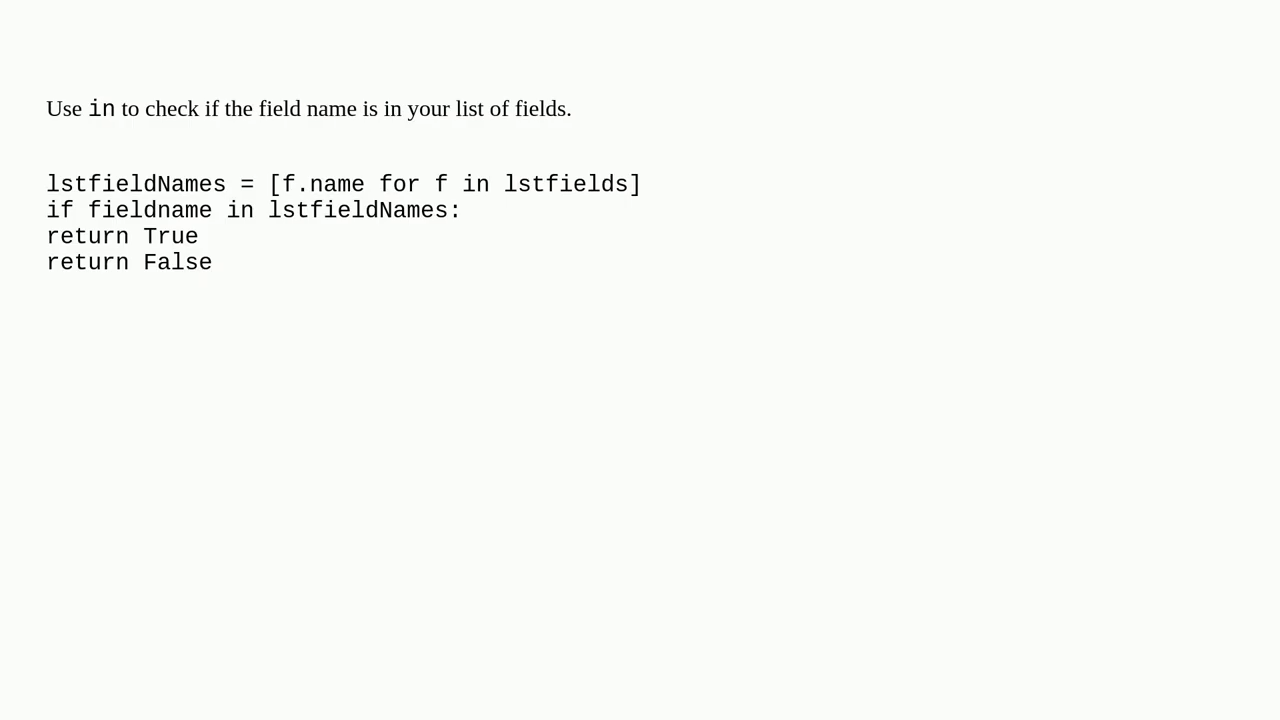 Use in to check if the field name is in your list of fields.
lstfieldNames = [f.name for f in lstfields]
if fieldname in lstfieldNames:
return True
return False